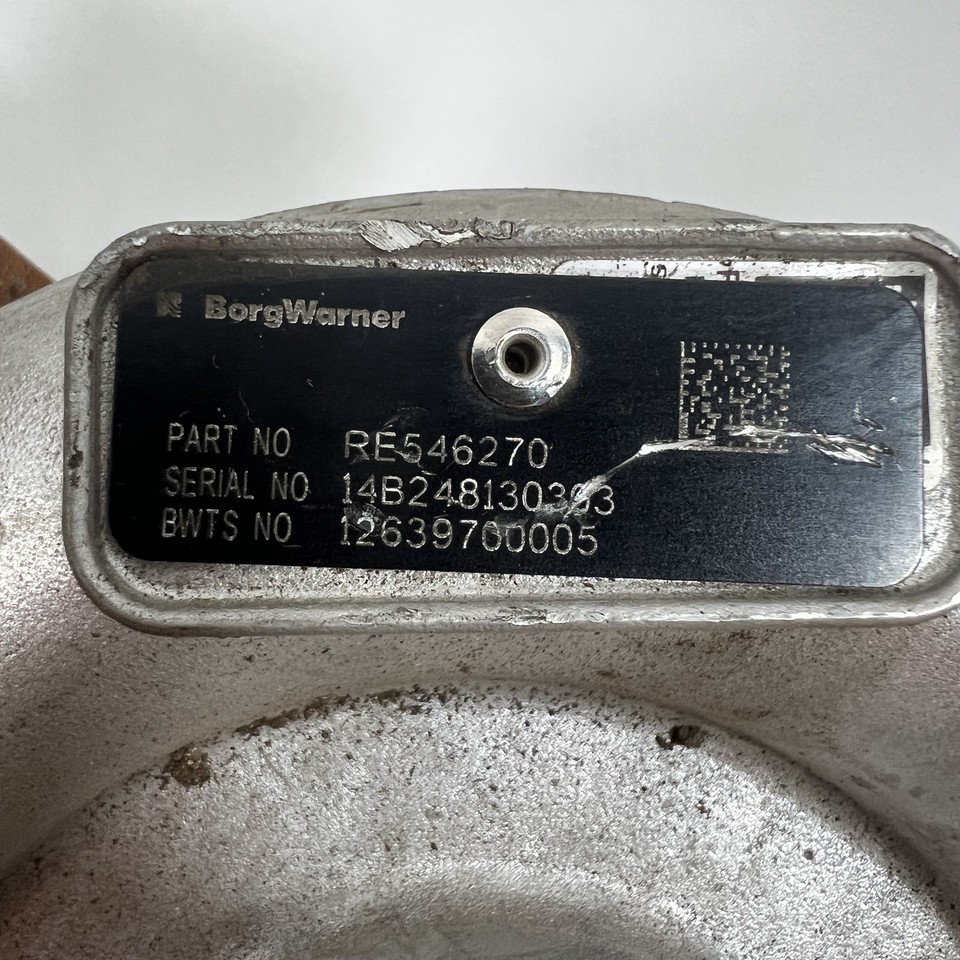 BorgWarner
PART NO RE546270
SERIAL NO 14B248130303
BWTS NO 12639700005